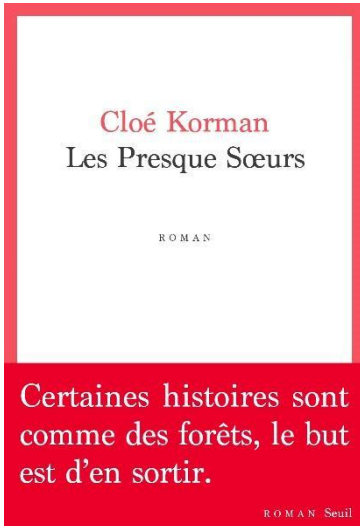 Cloé Korman
Les Presque Sœurs
ROMAN
Certaines histoires sont
comme des forêts, le but
est d'en sortir.
ROMAN Seuil